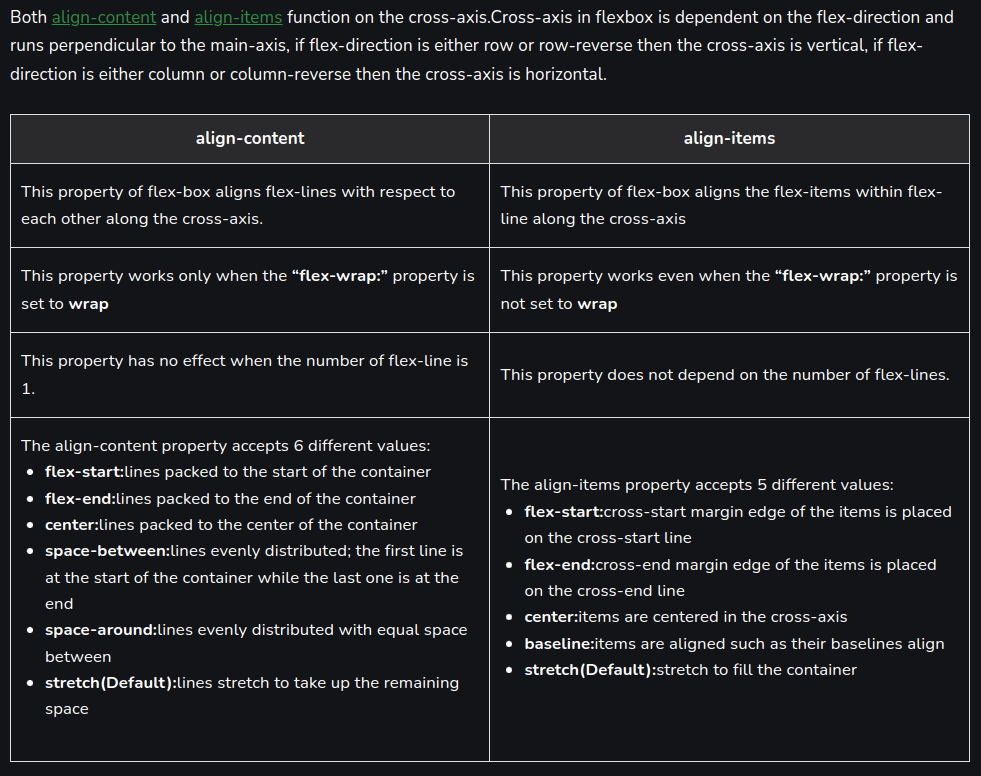 Both align-content and align-items function on the cross-axis.Cross-axis in flexbox is dependent on the flex-direction and
runs perpendicular to the main-axis, if flex-direction is either row or row-reverse then the cross-axis is vertical, if flex-
direction is either column or column-reverse then the cross-axis is horizontal.
align-content
align-items
This property of flex-box aligns flex-lines with respect to
each other along the cross-axis.
This property of flex-box aligns the flex-items within flex-
line along the cross-axis
This property works only when the “flex-wrap:” property is
set to wrap
This property works even when the “flex-wrap:” property is
not set to wrap
This property has no effect when the number of flex-line is
1.
This property does not depend on the number of flex-lines.
The align-content property accepts 6 different values:
• flex-start:lines packed to the start of the container
• flex-end:lines packed to the end of the container
• center:lines packed to the center of the container
• space-between:lines evenly distributed; the first line is
at the start of the container while the last one is at the
end
• space-around:lines evenly distributed with equal space
between
• stretch(Default):lines stretch to take up the remaining
space
The align-items property accepts 5 different values:
• flex-start:cross-start margin edge of the items is placed
on the cross-start line
• flex-end:cross-end margin edge of the items is placed
on the cross-end line
• center:items are centered in the cross-axis
• baseline:items are aligned such as their baselines align
• stretch(Default):stretch to fill the container